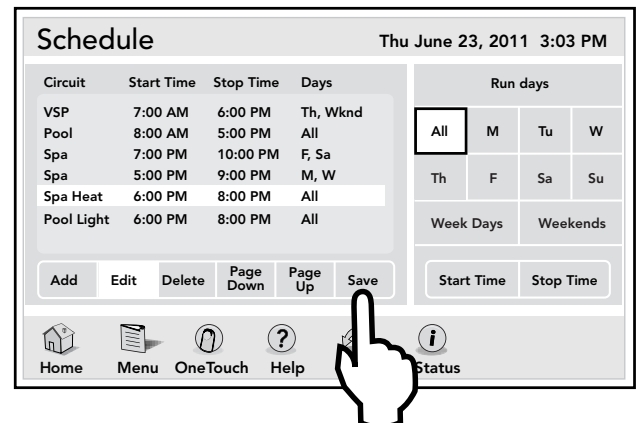 Schedule
Thu June 23, 2011 3:03 PM
Circuit Start Time Stop Time Days
VSP 7:00 AM 6:00 PM Th, Wknd
Pool 8:00 AM 5:00 PM All
Spa 7:00 PM 10:00 PM F, Sa
Spa 5:00 PM 9:00 PM M, W
Spa Heat 6:00 PM 8:00 PM All
Pool Light 6:00 PM 8:00 PM All
Add Edit Delete Page Down Page Up Save
Run days
All M Tu W
Th F Sa Su
Week Days Weekends
Start Time Stop Time
Home Menu OneTouch Help Status